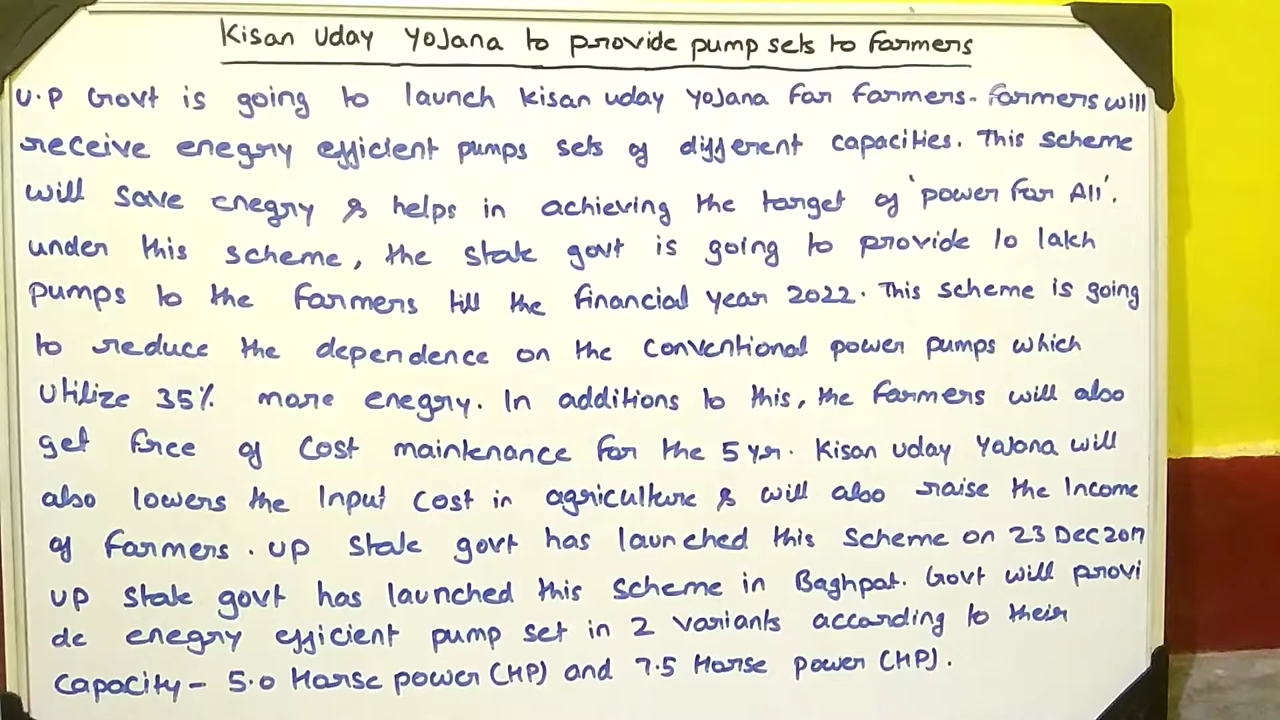 Kisan Uday Yojana to provide pump sets to farmers
U.P Govt is going to launch Kisan uday yojana for farmers. farmers will
receive enegry efficient pumps sets of different capacities. This scheme
will save enegry & helps in achieving the target of 'power for All'.
under this scheme, the state govt is going to provide 10 lakh
pumps to the farmers till the financial year 2022. This scheme is going
to reduce the dependence on the conventional power pumps which
utilize 35% more enegry. In additions to this, the farmers will also
get free of cost maintenance for the 5 yr. Kisan uday Yajona will
also lowers the Input cost in agriculture & will also raise the Income
of farmers. UP state govt has launched this scheme on 23 Dec 2017
UP state govt has launched this scheme in Baghpat. Govt will provi
de enegry efficient pump set in 2 variants according to their
capacity - 5.0 Horse power (HP) and 7.5 Horse power (HP).